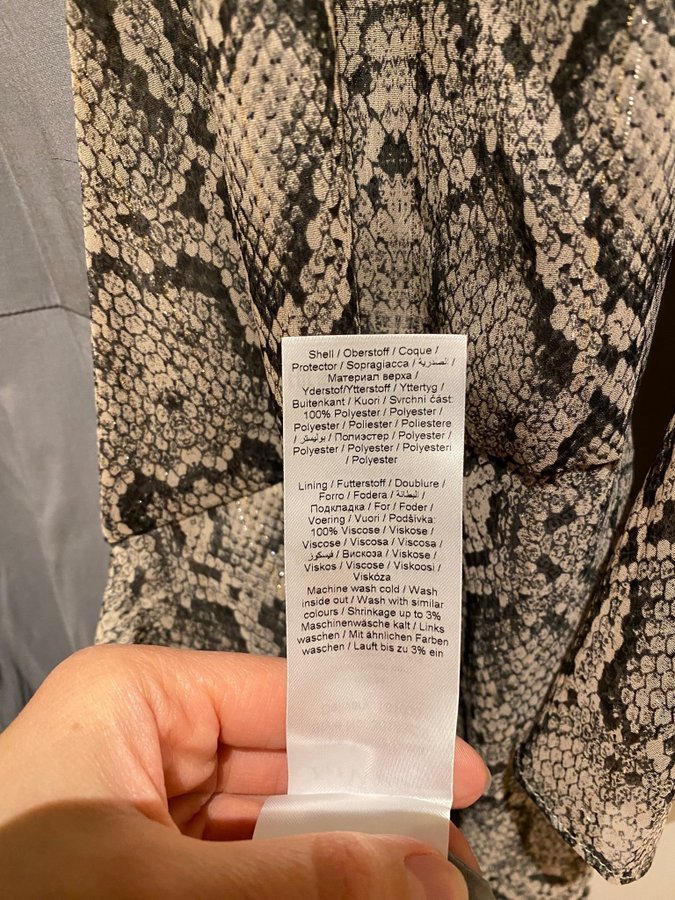 Shell / Oberstoff / Coque /
Protector / Sopragiacca / الصدرية /
Материал верха /
Yderstof/Ytterstoff / Yttertyg /
Buitenkant / Kuori / Svrchni část:
100% Polyester / Polyester /
Polyester / Poliester / Poliestere
/ بوليستر / Полиэстер / Polyester /
Polyester / Polyester / Polyesteri
/ Polyester
Lining / Futterstoff / Doublure /
Forro / Fodera / البطانة /
Подкладка / For / Foder /
Voering / Vuori / Podšívka:
100% Viscose / Viskose /
Viscose / Viscosa / Viscosa /
فيسكوز / Вискоза / Viskose /
Viskos / Viscose / Viskoosi /
Viskóza
Machine wash cold / Wash
inside out / Wash with similar
colours / Shrinkage up to 3%
Maschinenwäsche kalt / Links
waschen / Mit ähnlichen Farben
waschen / Lauft bis zu 3% ein